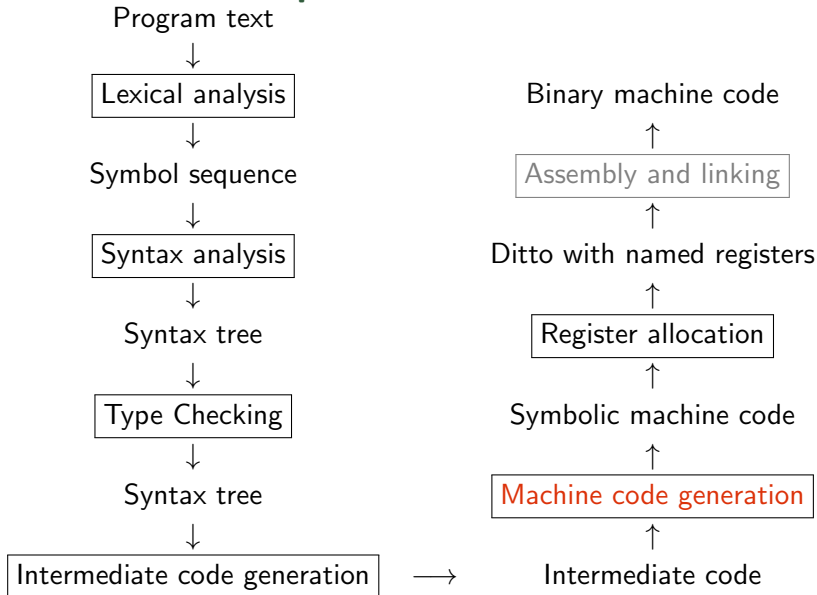 Program text
Lexical analysis
Symbol sequence
Syntax analysis
Syntax tree
Type Checking
Syntax tree
Intermediate code generation
Binary machine code
Assembly and linking
Ditto with named registers
Register allocation
Symbolic machine code
Machine code generation
Intermediate code